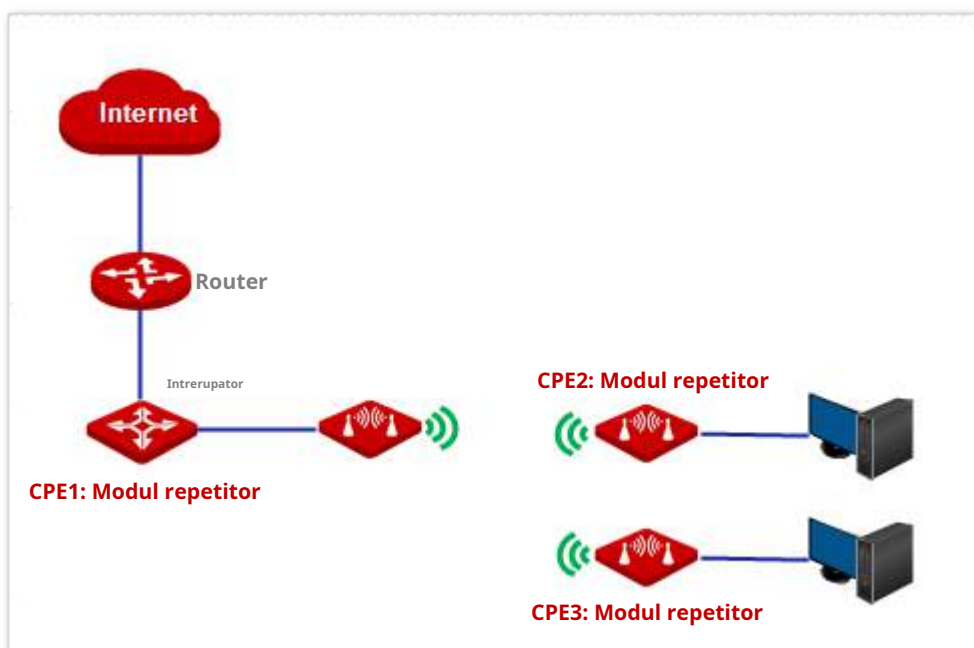 Internet
Router
Intrerupator
CPE2: Modul repetitor
CPE1: Modul repetitor
CPE3: Modul repetitor